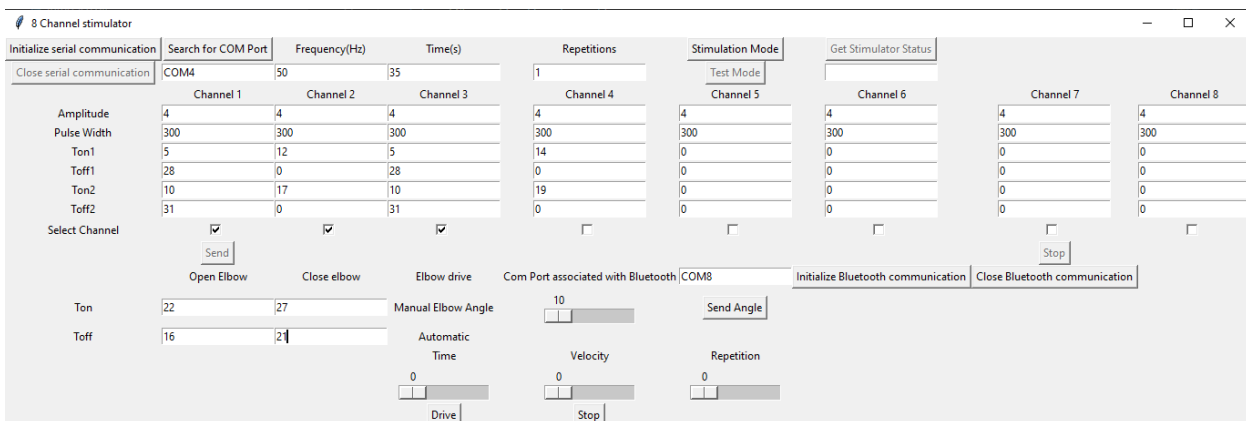 8 Channel stimulator
Initialize serial communication Search for COM Port Frequency(Hz) Time(s) Repetitions Stimulation Mode Get Stimulator Status
Close serial communication COM4 50 35 1 Test Mode
Channel 1 Channel 2 Channel 3 Channel 4 Channel 5 Channel 6 Channel 7 Channel 8
Amplitude 4 4 4 4 4 4 4 4
Pulse Width 300 300 300 300 300 300 300 300
Ton1 5 12 5 14 0 0 0 0
Toff1 28 0 28 0 0 0 0 0
Ton2 10 17 10 19 0 0 0 0
Toff2 31 0 31 0 0 0 0 0
Select Channel
Send Stop
Open Elbow Close elbow Elbow drive Com Port associated with Bluetooth COM8 Initialize Bluetooth communication Close Bluetooth communication
Ton 22 27 Manual Elbow Angle 10 Send Angle
Toff 16 21 Automatic
Time Velocity Repetition
0 0 0
Drive Stop